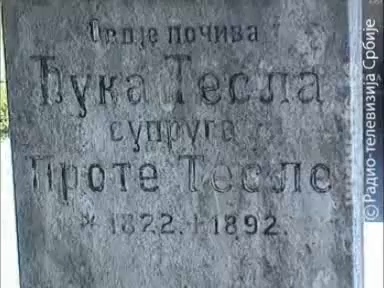 Овдје почива
Ђука Тесла
супруга
Проте Тесле
* 1822. + 1892.
© Радио-телевизија Србије